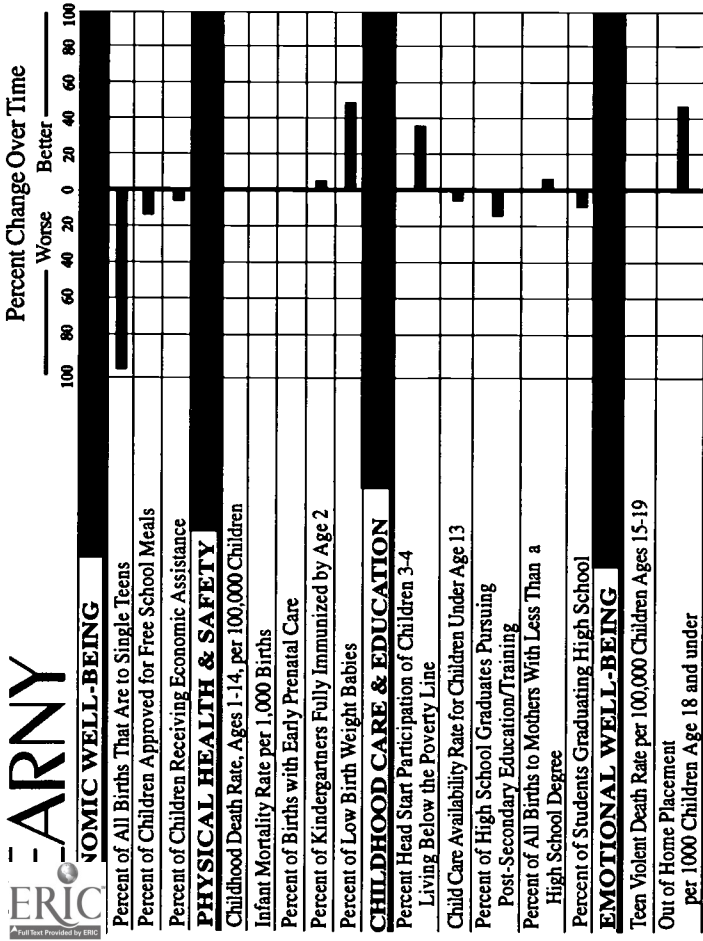 EARNY
Percent Change Over Time
Worse Better
100 80 60 40 20 0 20 40 60 80 100
NOMIC WELL-BEING
Percent of All Births That Are to Single Teens
Percent of Children Approved for Free School Meals
Percent of Children Receiving Economic Assistance
PHYSICAL HEALTH & SAFETY
Childhood Death Rate, Ages 1-14, per 100,000 Children
Infant Mortality Rate per 1,000 Births
Percent of Births with Early Prenatal Care
Percent of Kindergartners Fully Immunized by Age 2
Percent of Low Birth Weight Babies
CHILDHOOD CARE & EDUCATION
Percent Head Start Participation of Children 3-4
Living Below the Poverty Line
Child Care Availability Rate for Children Under Age 13
Percent of High School Graduates Pursuing
Post-Secondary Education/Training
Percent of All Births to Mothers With Less Than a
High School Degree
Percent of Students Graduating High School
EMOTIONAL WELL-BEING
Teen Violent Death Rate per 100,000 Children Ages 15-19
Out of Home Placement
per 1000 Children Age 18 and under
ERIC
Full Text Provided by ERIC